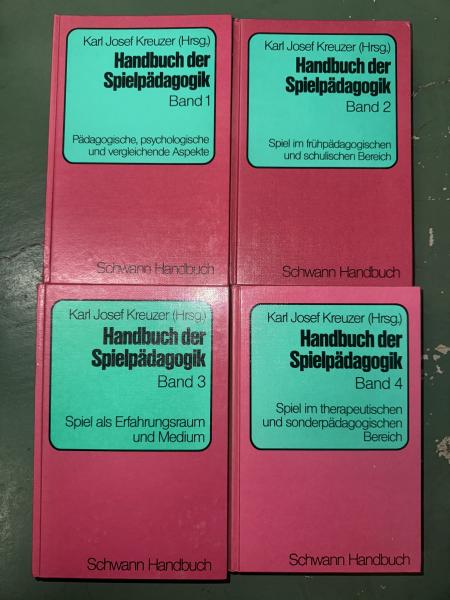 Karl Josef Kreuzer (Hrsg.)
Handbuch der
Spielpädagogik
Band 1
Pädagogische, psychologische
und vergleichende Aspekte
Schwann Handbuch
Karl Josef Kreuzer (Hrsg.)
Handbuch der
Spielpädagogik
Band 2
Spiel im frühpädagogischen
und schulischen Bereich
Schwann Handbuch
Karl Josef Kreuzer (Hrsg.)
Handbuch der
Spielpädagogik
Band 3
Spiel als Erfahrungsraum
und Medium
Schwann Handbuch
Karl Josef Kreuzer (Hrsg.)
Handbuch der
Spielpädagogik
Band 4
Spiel im therapeutischen
und sonderpädagogischen
Bereich
Schwann Handbuch